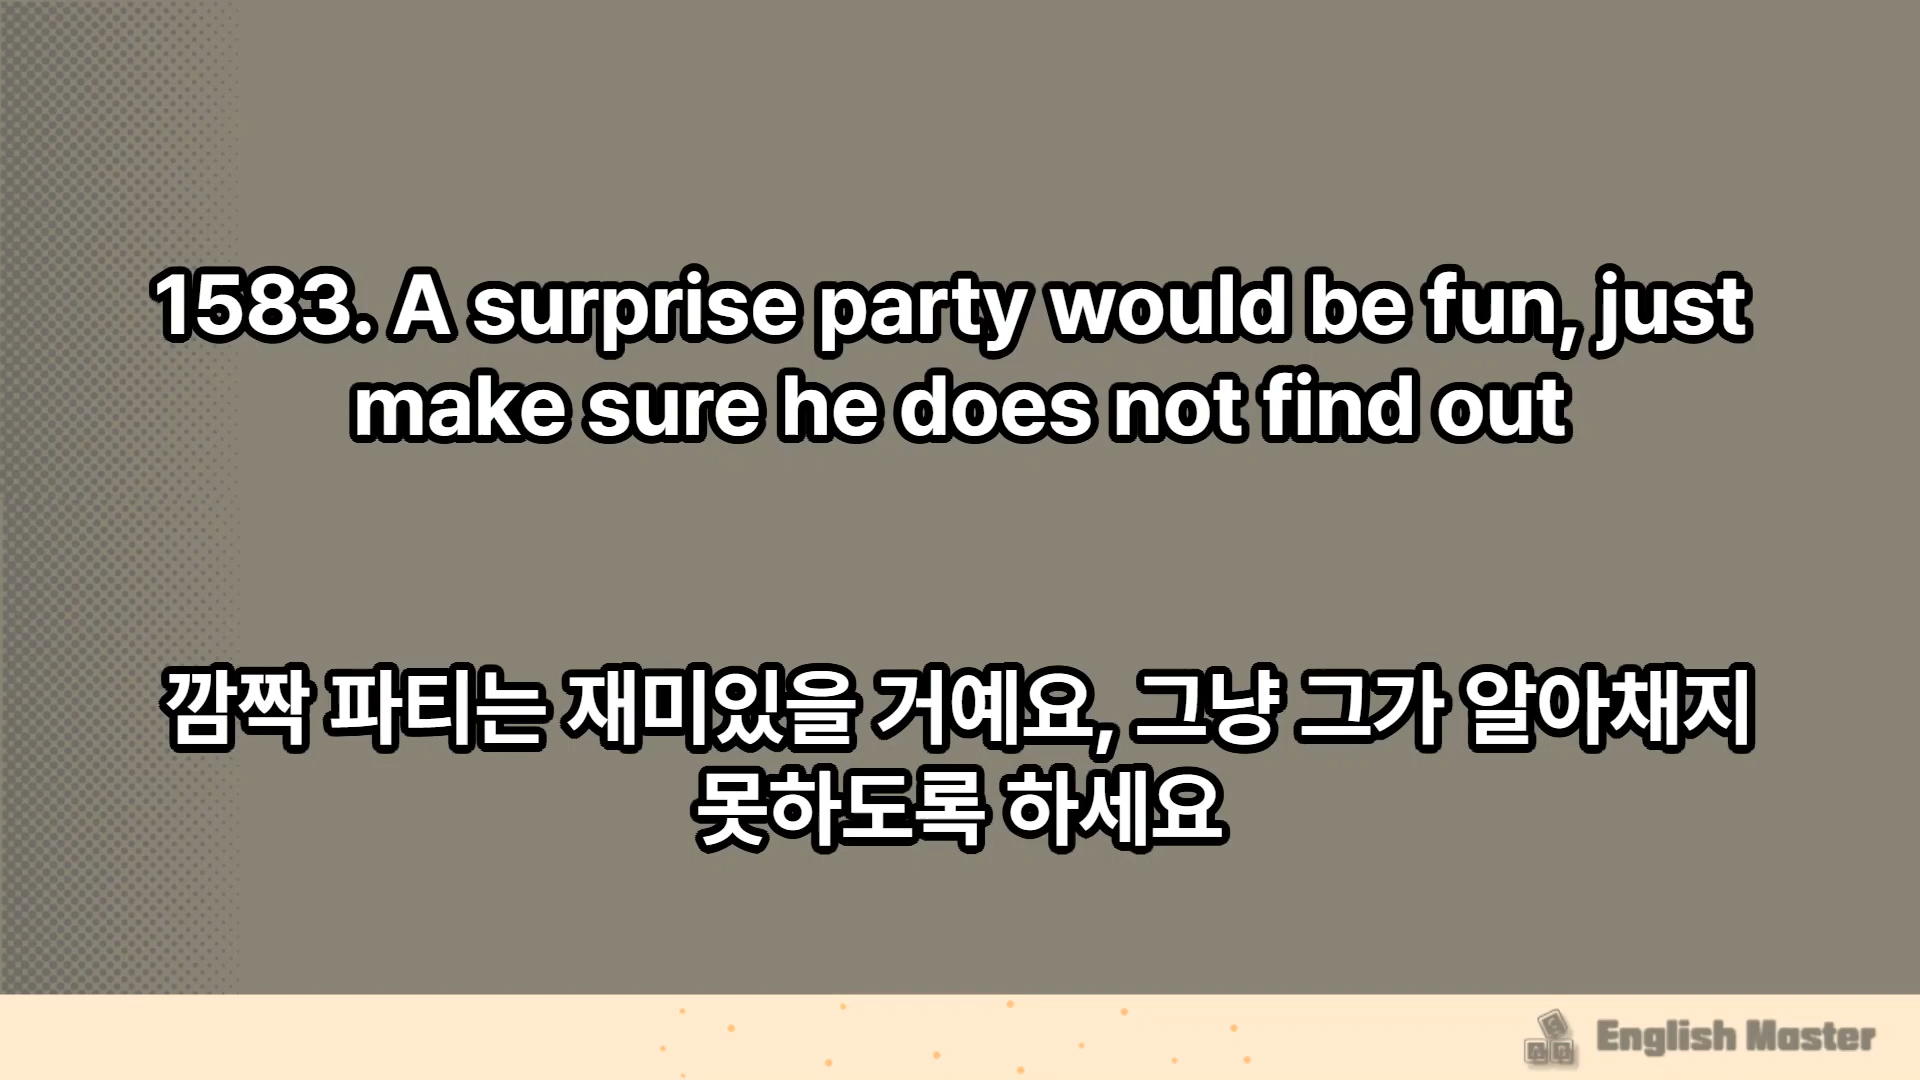 1583. A surprise party would be fun, just
make sure he does not find out
깜짝 파티는 재미있을 거예요, 그냥 그가 알아채지
못하도록 하세요
English Master